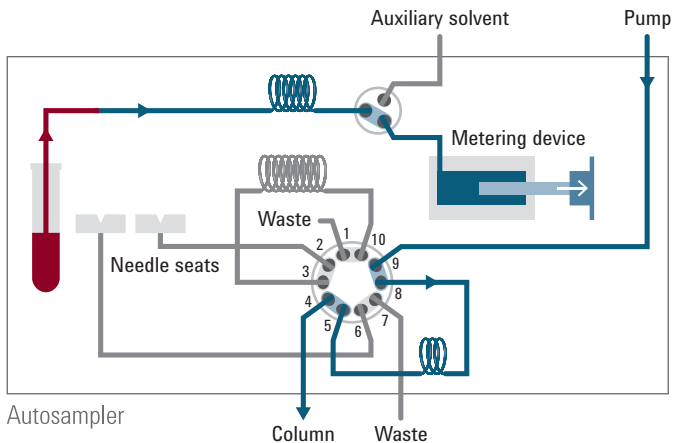 Auxiliary solvent
Pump
Metering device
Waste
1
10
2
9
Needle seats
3
8
4
7
5
6
Autosampler
Column
Waste